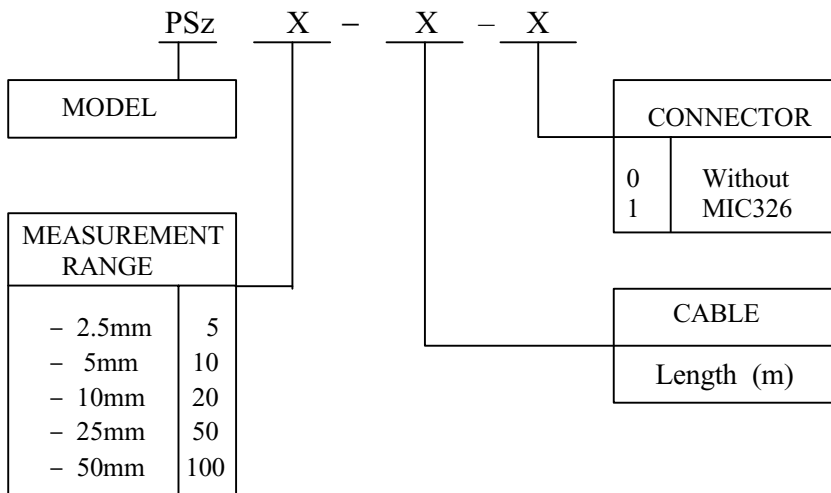 PSz X – X – X
MODEL
CONNECTOR
0 Without
1 MIC326
MEASUREMENT
RANGE
– 2.5mm 5
– 5mm 10
– 10mm 20
– 25mm 50
– 50mm 100
CABLE
Length (m)